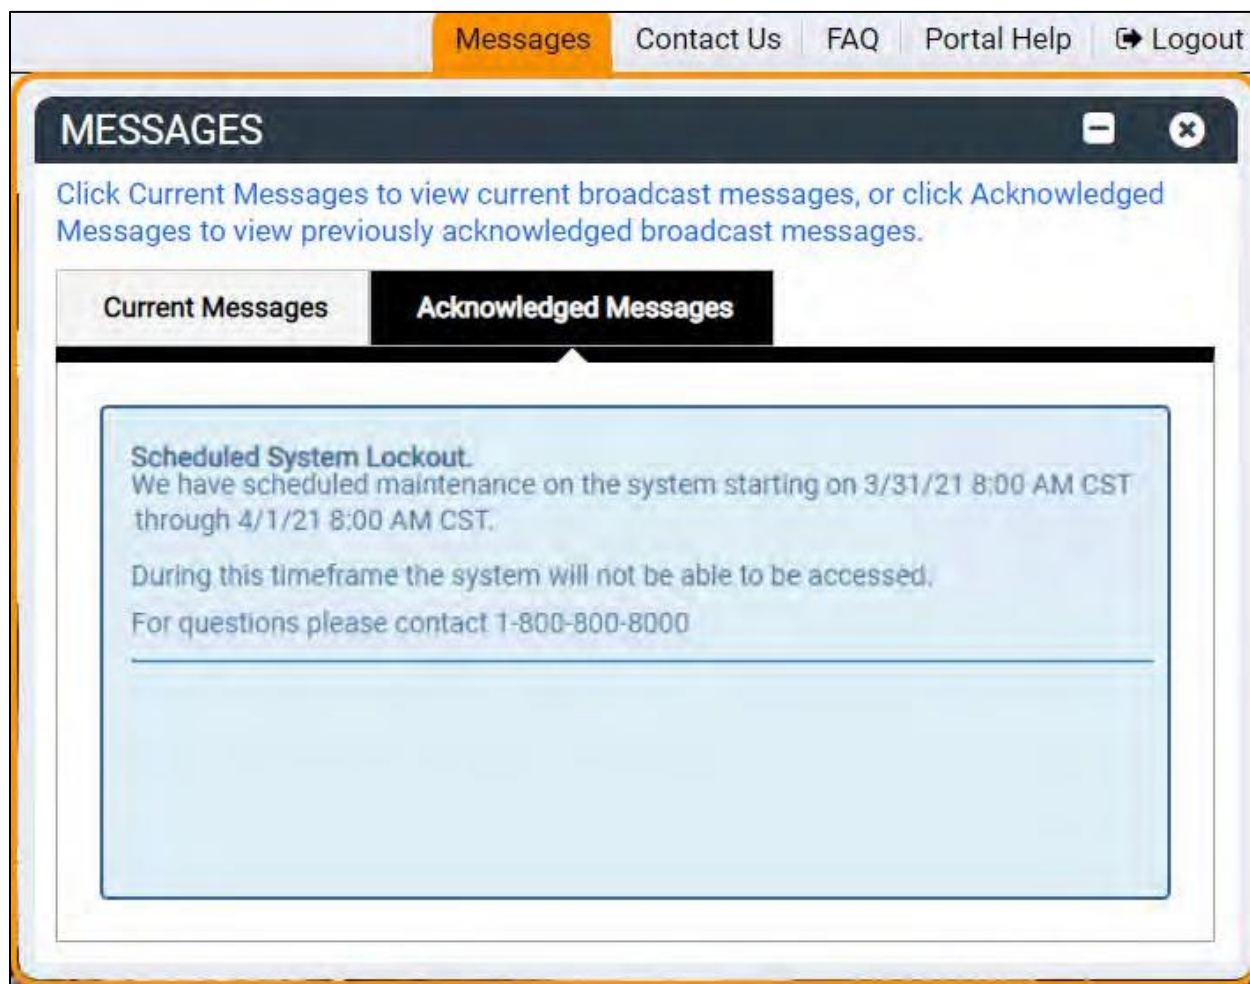 Messages Contact Us FAQ Portal Help Logout
MESSAGES
Click Current Messages to view current broadcast messages, or click Acknowledged
Messages to view previously acknowledged broadcast messages.
Current Messages Acknowledged Messages
Scheduled System Lockout.
We have scheduled maintenance on the system starting on 3/31/21 8:00 AM CST
through 4/1/21 8:00 AM CST.
During this timeframe the system will not be able to be accessed.
For questions please contact 1-800-800-8000